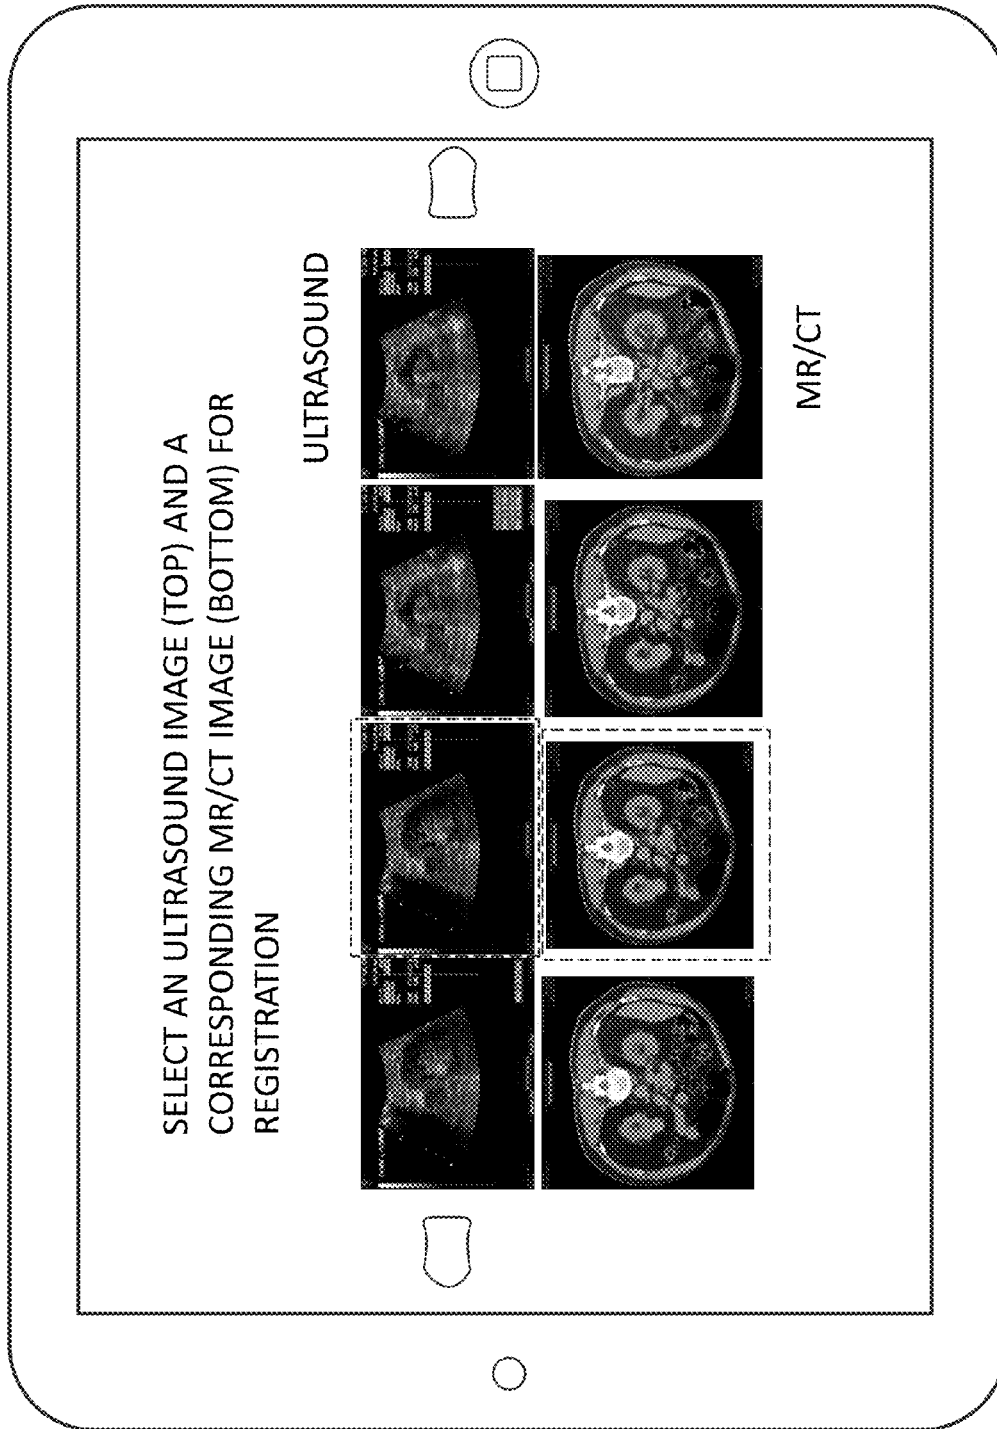 SELECT AN ULTRASOUND IMAGE (TOP) AND A
CORRESPONDING MR/CT IMAGE (BOTTOM) FOR
REGISTRATION
ULTRASOUND
MR/CT